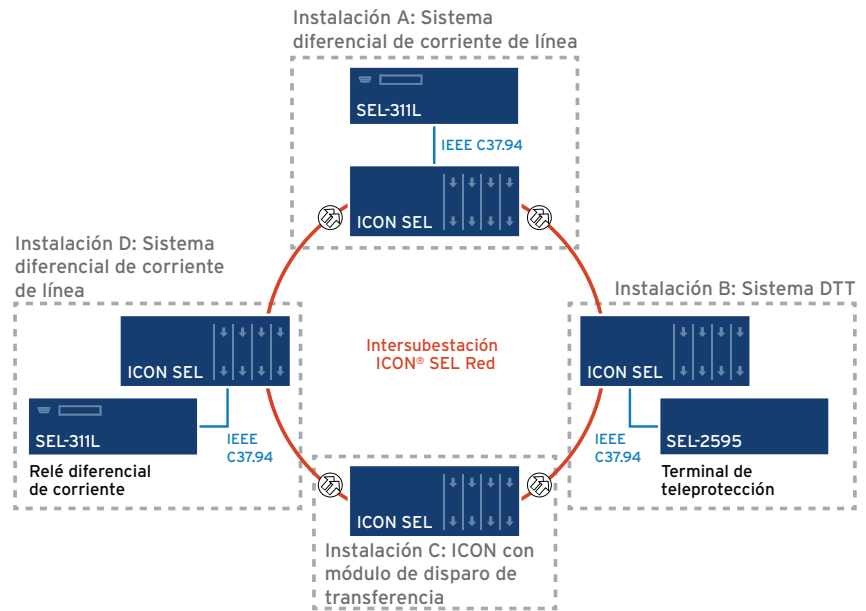 Instalación A: Sistema
diferencial de corriente de línea
SEL-311L
IEEE C37.94
ICON SEL
Instalación D: Sistema
diferencial de corriente
de línea
ICON SEL
SEL-311L
IEEE
C37.94
Relé diferencial
de corriente
Intersubestación
ICON® SEL Red
Instalación B: Sistema DTT
ICON SEL
IEEE
C37.94
SEL-2595
Terminal de
teleprotección
ICON SEL
Instalación C: ICON con
módulo de disparo de
transferencia